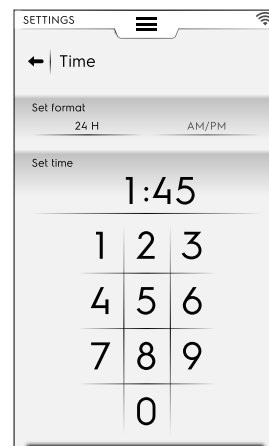 SETTINGS
Time
Set format
24 H AM/PM
Set time
1:45
1 2 3
4 5 6
7 8 9
0